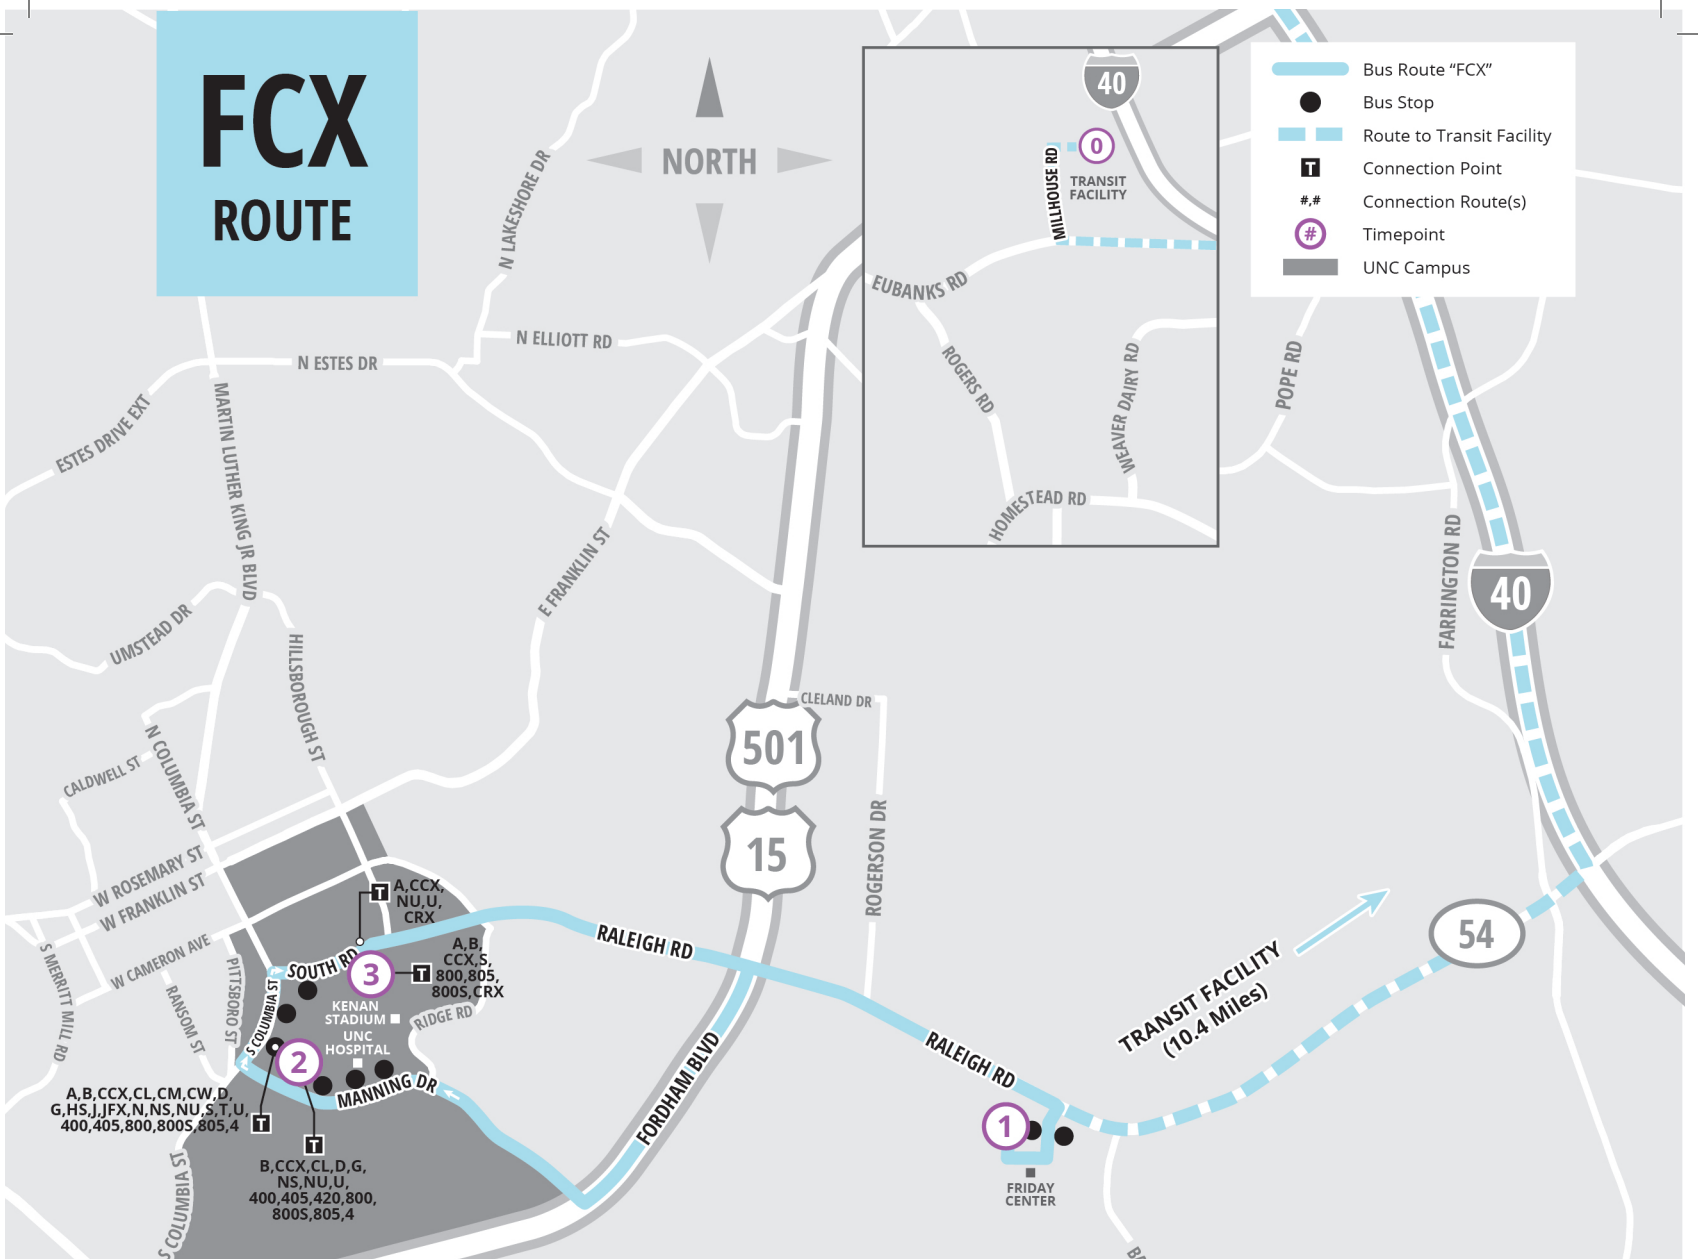 FCX
ROUTE
NORTH
40
0
TRANSIT
FACILITY
MILLHOUSE RD
EUBANKS RD
ROGERS RD
WEAVER DAIRY RD
HOMESTEAD RD
Bus Route “FCX”
Bus Stop
Route to Transit Facility
T
Connection Point
#,#
Connection Route(s)
#
Timepoint
UNC Campus
N LAKESHORE DR
N ELLIOTT RD
N ESTES DR
ESTES DRIVE EXT
MARTIN LUTHER KING JR BLVD
E FRANKLIN ST
UMSTEAD DR
HILLSBOROUGH ST
POPE RD
FARRINGTON RD
40
CLELAND DR
501
15
ROGERSON DR
N COLUMBIA ST
CALDWELL ST
W ROSEMARY ST
W FRANKLIN ST
W CAMERON AVE
S MERRITT MILL RD
RANSOM ST
PITTSBORO ST
T
A,CCX,
NU,U,
CRX
SOUTH RD
3
T
A,B,
CCX,S,
800,805,
800S,CRX
S COLUMBIA ST
KENAN
STADIUM
UNC
HOSPITAL
RIDGE RD
2
MANNING DR
A,B,CCX,CL,CM,CW,D,
G,HS,J,JFX,N,NS,NU,S,T,U,
400,405,800,800S,805,4
T
T
B,CCX,CL,D,G,
NS,NU,U,
400,405,420,800,
800S,805,4
S COLUMBIA ST
RALEIGH RD
FORDHAM BLVD
RALEIGH RD
1
FRIDAY
CENTER
TRANSIT FACILITY
(10.4 Miles)
54